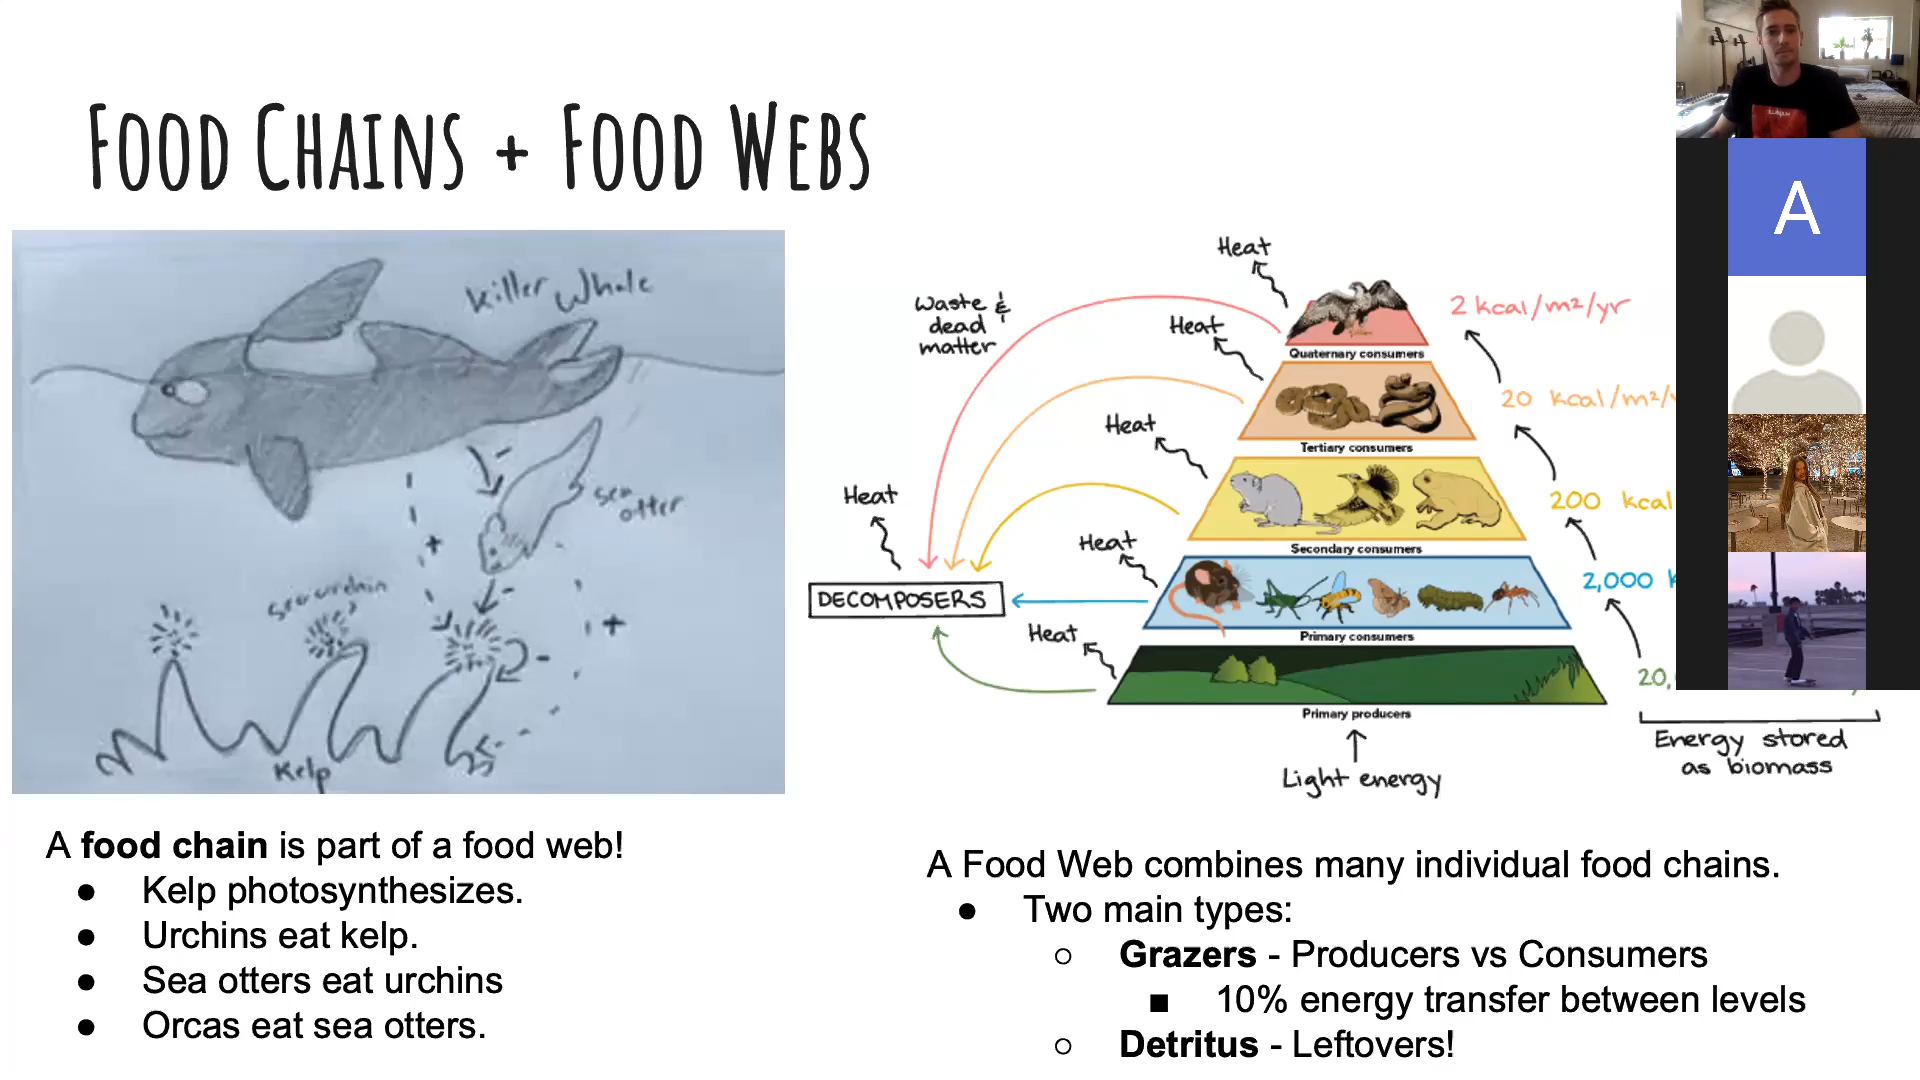 FOOD CHAINS + FOOD WEBS
Killer Whale
sea otter
sea urchin
Kelp
+
+
-
-
-
A food chain is part of a food web!
● Kelp photosynthesizes.
● Urchins eat kelp.
● Sea otters eat urchins
● Orcas eat sea otters.
Heat
Waste &
dead
matter
Heat
2 kcal/m²/yr
Quaternary consumers
20 kcal/m²/
Tertiary consumers
Heat
200 kcal
Secondary consumers
Heat
Heat
2,000
DECOMPOSERS
Primary consumers
Heat
20,
Primary producers
Light energy
Energy stored
as biomass
A Food Web combines many individual food chains.
● Two main types:
○ Grazers - Producers vs Consumers
■ 10% energy transfer between levels
○ Detritus - Leftovers!
A